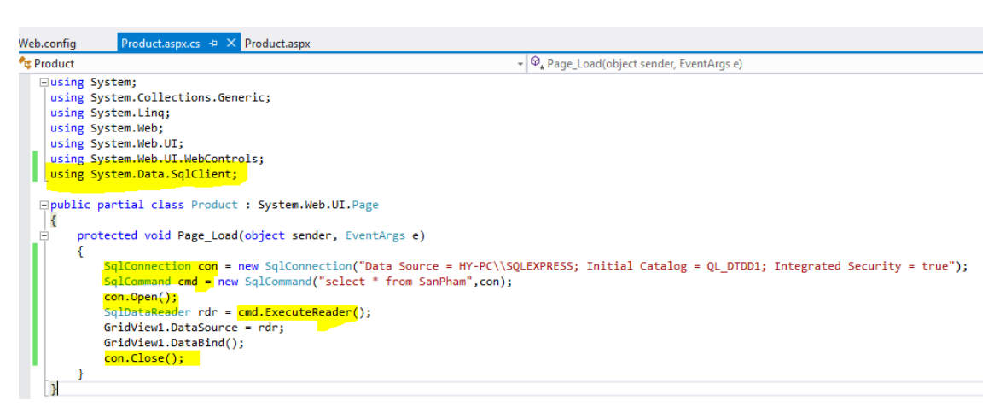 Web.config Product.aspx.cs Product.aspx
Product Page_Load(object sender, EventArgs e)
using System;
using System.Collections.Generic;
using System.Linq;
using System.Web;
using System.Web.UI;
using System.Web.UI.WebControls;
using System.Data.SqlClient;
public partial class Product : System.Web.UI.Page
{
protected void Page_Load(object sender, EventArgs e)
{
SqlConnection con = new SqlConnection("Data Source = HY-PC\\SQLEXPRESS; Initial Catalog = QL_DTDD1; Integrated Security = true");
SqlCommand cmd = new SqlCommand("select * from SanPham",con);
con.Open();
SqlDataReader rdr = cmd.ExecuteReader();
GridView1.DataSource = rdr;
GridView1.DataBind();
con.Close();
}
}